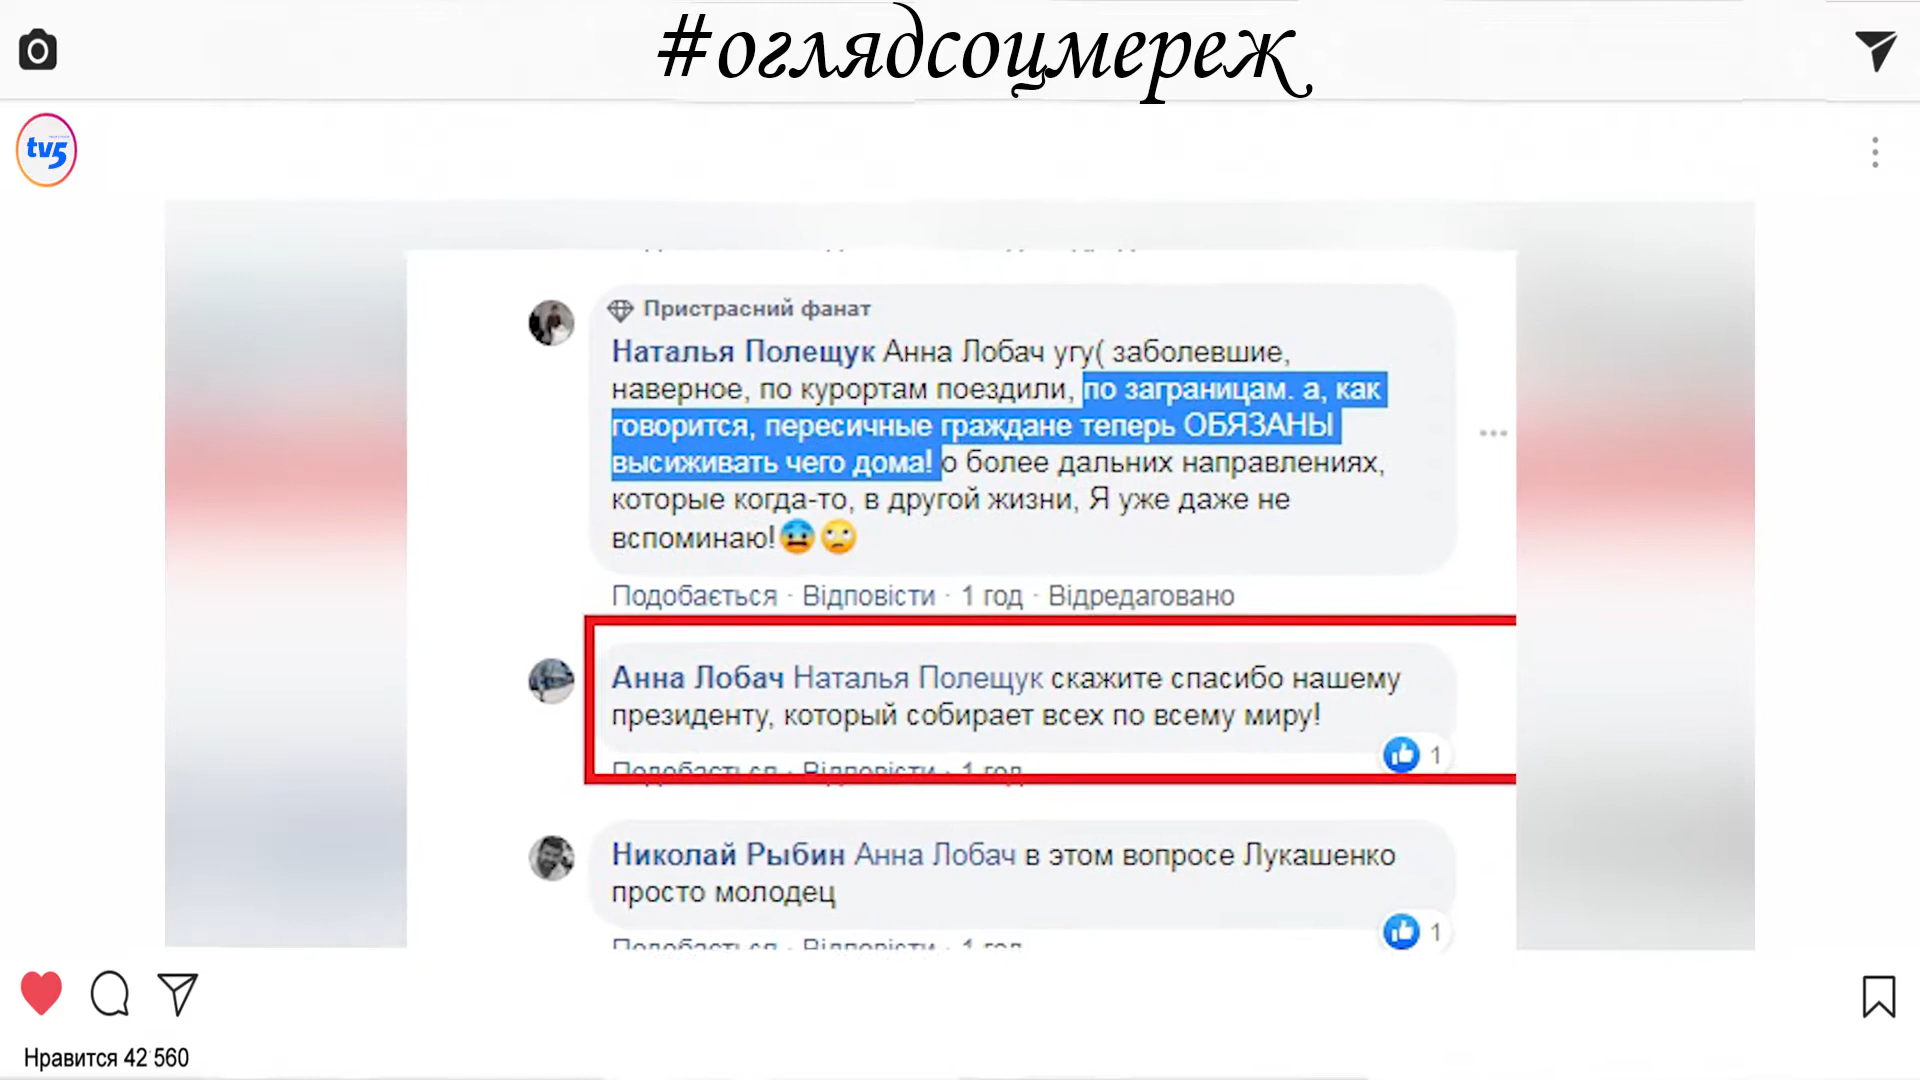 #оглядсоцмереж
tv5
Пристрасний фанат
Наталья Полещук Анна Лобач угу( заболевшие,
наверное, по курортам поездили, по заграницам. а, как
говорится, пересичные граждане теперь ОБЯЗАНЫ
высиживать чего дома! о более дальних направлениях,
которые когда-то, в другой жизни, Я уже даже не
вспоминаю!😨🙄
Подобається · Відповісти · 1 год · Відредаговано
Анна Лобач Наталья Полещук скажите спасибо нашему
президенту, который собирает всех по всему миру!
1
Подобається · Відповісти · 1 год
Николай Рыбин Анна Лобач в этом вопросе Лукашенко
просто молодец
1
Подобається · Відповісти · 1 год
Нравится 42 560